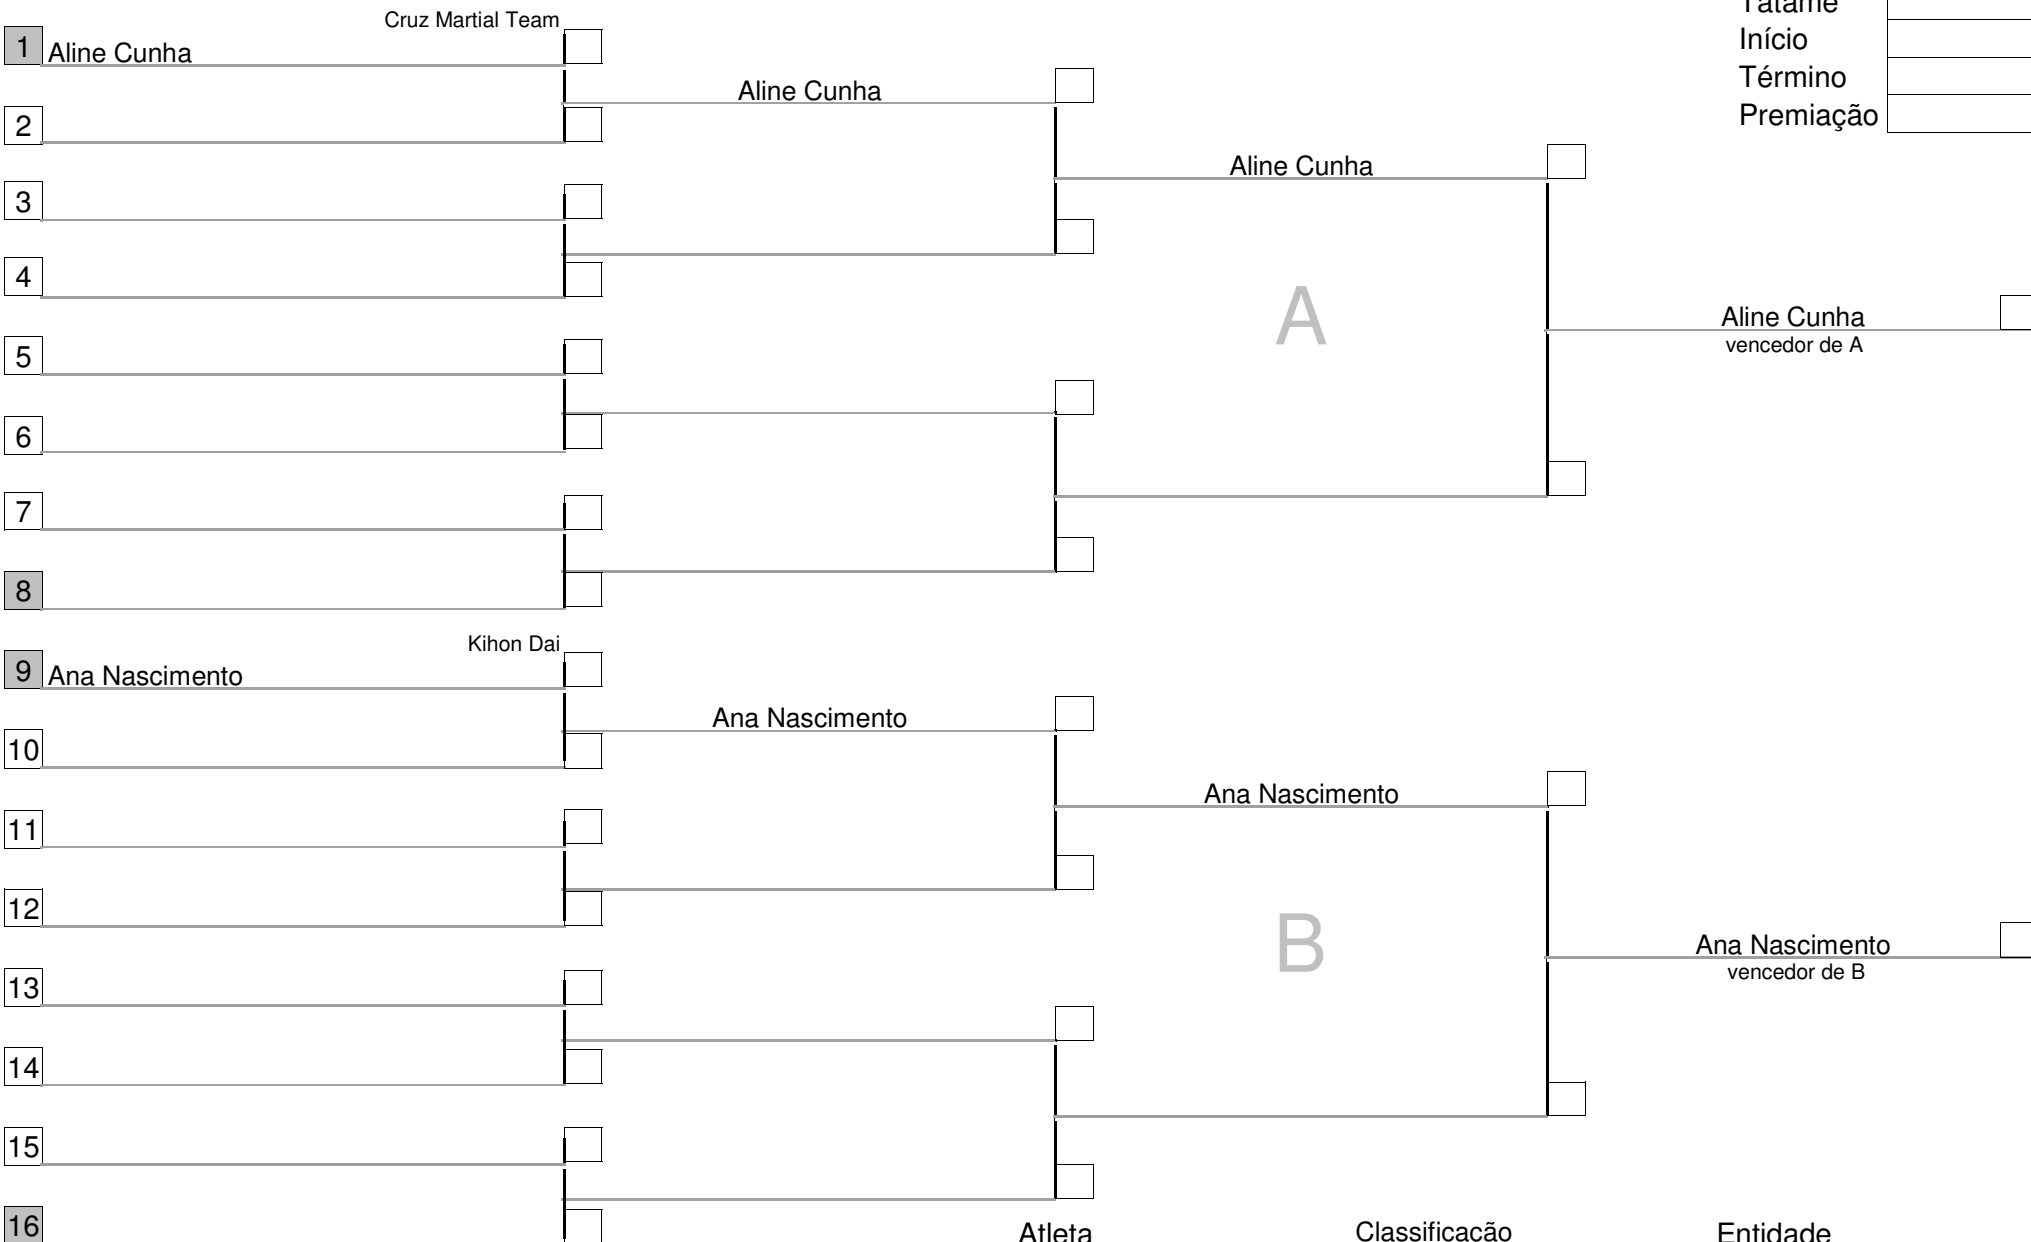 Cruz Martial Team
1 Aline Cunha
Aline Cunha
2
Aline Cunha
3
4
A
Aline Cunha
vencedor de A
5
6
7
8
Kihon Dai
9 Ana Nascimento
Ana Nascimento
10
Ana Nascimento
11
12
B
Ana Nascimento
vencedor de B
13
14
15
16
Tatame
Início
Término
Premiação
Atleta Classificação Entidade